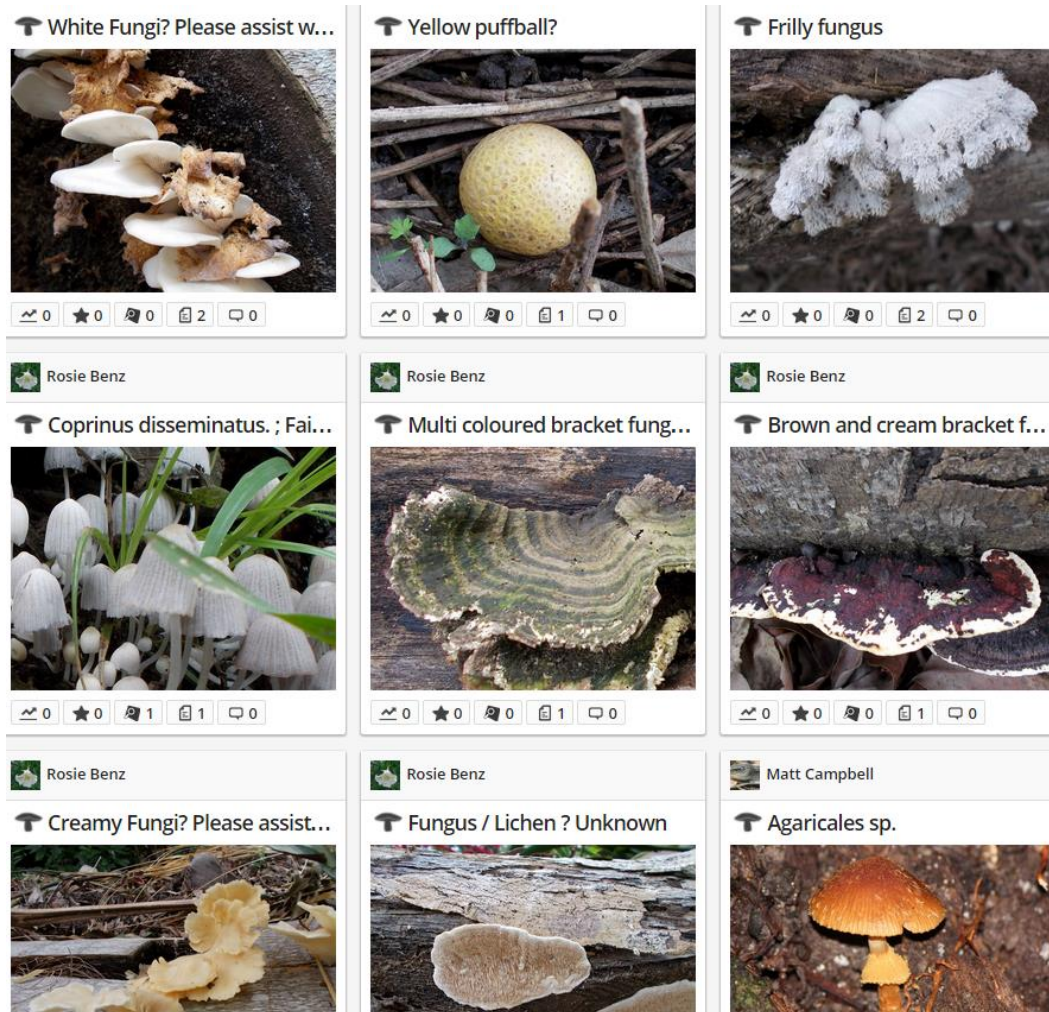 White Fungi? Please assist w...
Yellow puffball?
Frilly fungus
0 0 0 2 0
0 0 0 1 0
0 0 0 2 0
Rosie Benz
Rosie Benz
Rosie Benz
Coprinus disseminatus. ; Fai...
Multi coloured bracket fung...
Brown and cream bracket f...
0 0 1 1 0
0 0 0 1 0
0 0 0 1 0
Rosie Benz
Rosie Benz
Matt Campbell
Creamy Fungi? Please assist...
Fungus / Lichen ? Unknown
Agaricales sp.